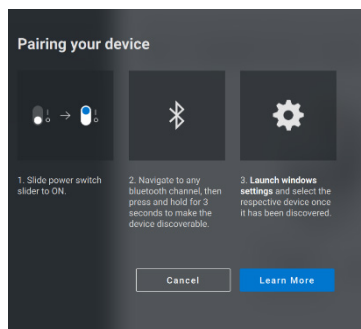 Pairing your device
1. Slide power switch
slider to ON.
2. Navigate to any
bluetooth channel, then
press and hold for 3
seconds to make the
device discoverable.
3. Launch windows
settings and select the
respective device once
it has been discovered.
Cancel
Learn More